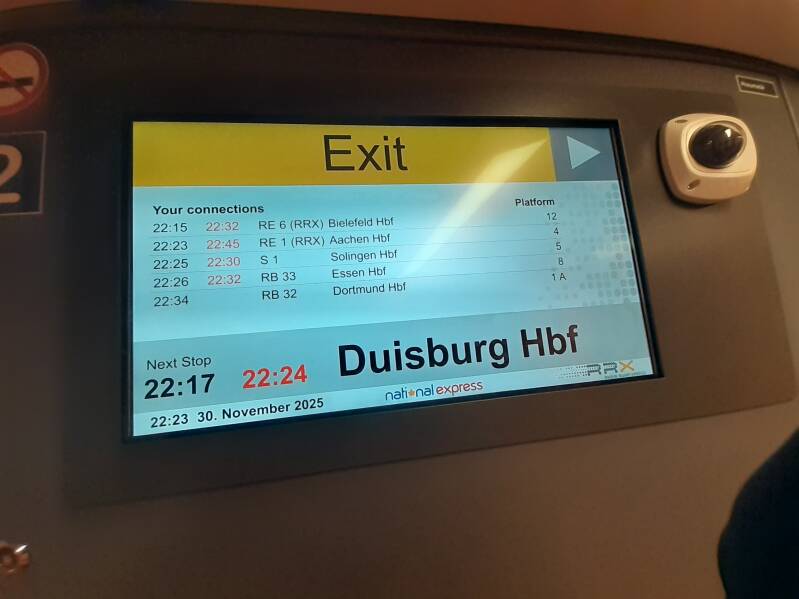 Exit
Your connections Platform
22:15 22:32 RE 6 (RRX) Bielefeld Hbf 12
22:23 22:45 RE 1 (RRX) Aachen Hbf 4
22:25 22:30 S 1 Solingen Hbf 5
22:26 22:32 RB 33 Essen Hbf 8
22:34 RB 32 Dortmund Hbf 1 A
Next Stop
22:17 22:24 Duisburg Hbf
22:23 30. November 2025 national express RRX
2